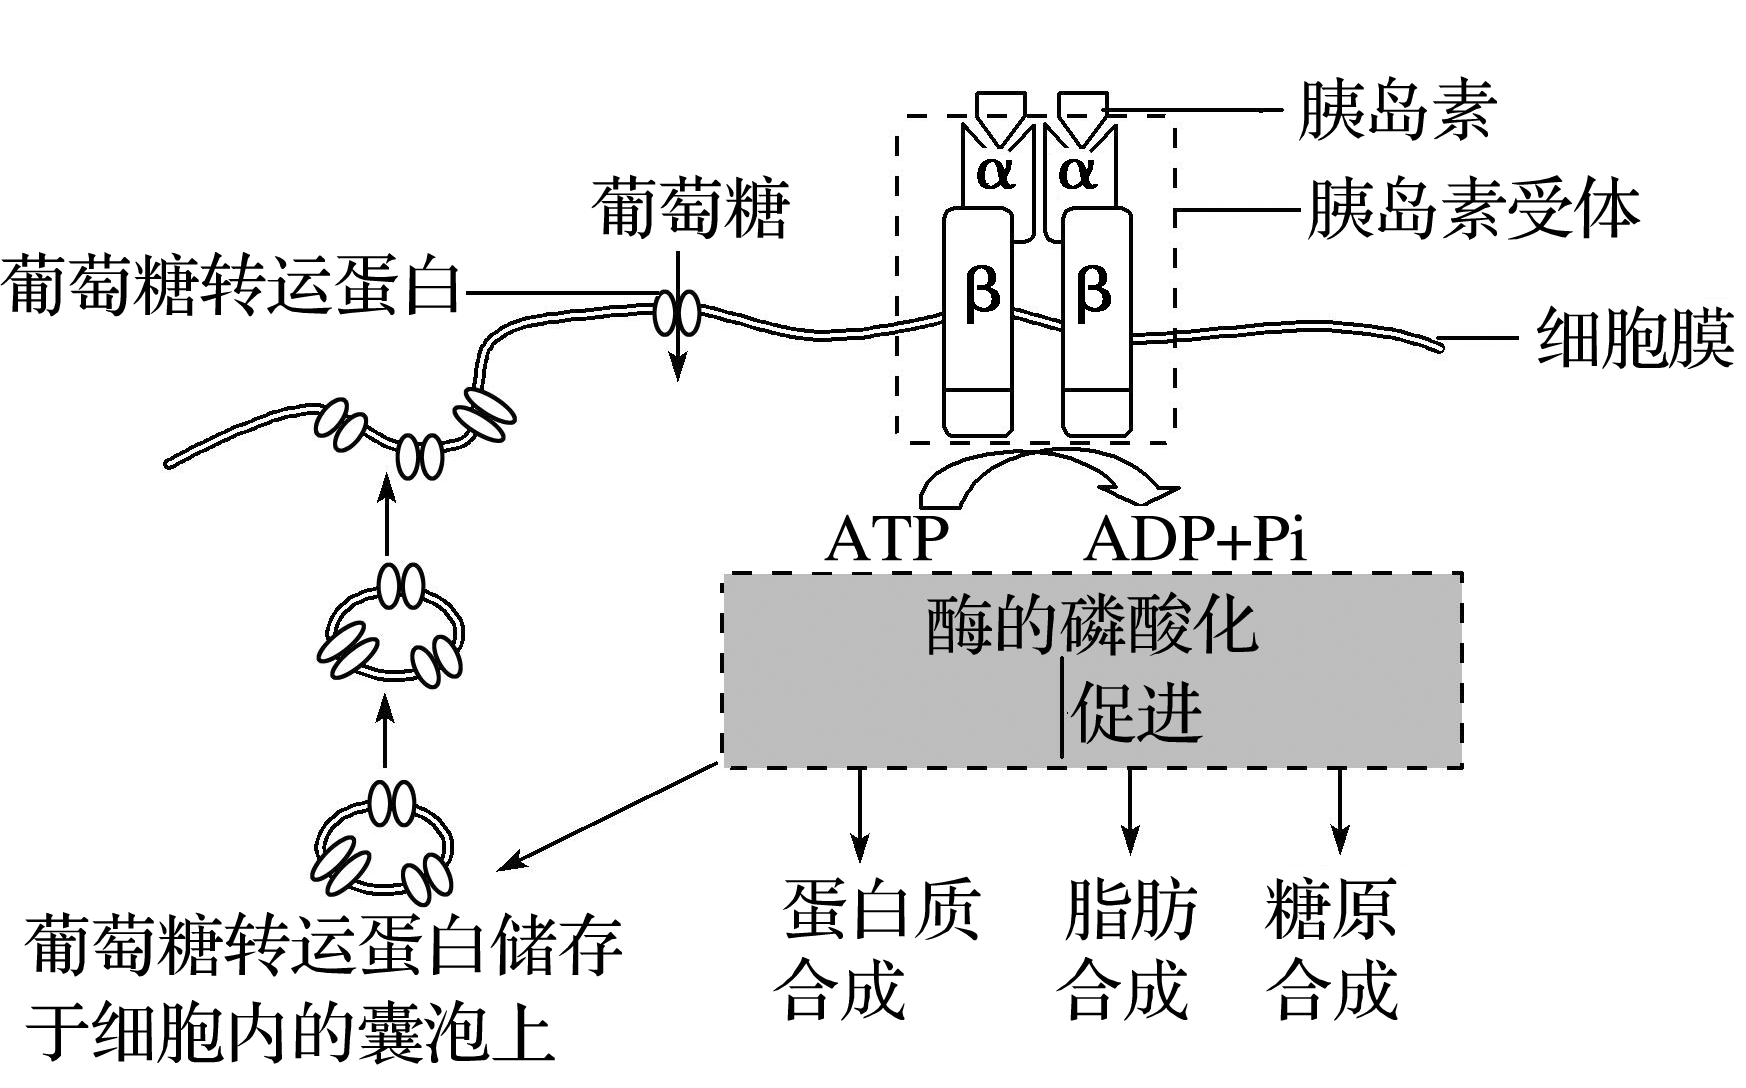 胰岛素
α α
胰岛素受体
葡萄糖
葡萄糖转运蛋白
β β
细胞膜
ATP ADP+Pi
酶的磷酸化
促进
蛋白质
合成
脂肪
合成
糖原
合成
葡萄糖转运蛋白储存
于细胞内的囊泡上